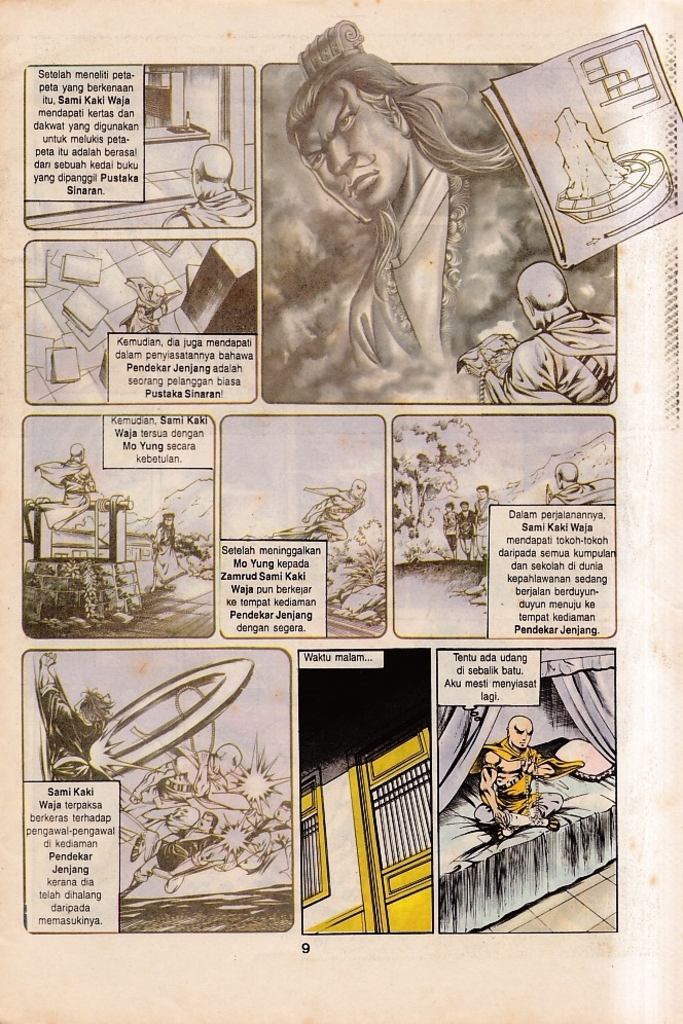 Setelah meneliti peta-
peta yang berkenaan
itu, Sami Kaki Waja
mendapati kertas dan
dakwat yang digunakan
untuk melukis peta-
peta itu adalah berasal
dari sebuah kedai buku
yang dipanggil Pustaka
Sinaran.
Kemudian, dia juga mendapati
dalam penyiasatannya bahawa
Pendekar Jenjang adalah
seorang pelanggan biasa
Pustaka Sinaran!
Kemudian, Sami Kaki
Waja tersua dengan
Mo Yung secara
kebetulan.
Setelah meninggalkan
Mo Yung kepada
Zamrud Sami Kaki
Waja pun berkejar
ke tempat kediaman
Pendekar Jenjang
dengan segera.
Dalam perjalanannya,
Sami Kaki Waja
mendapati tokoh-tokoh
daripada semua kumpulan
dan sekolah di dunia
kepahlawanan sedang
berjalan berduyun-
duyun menuju ke
tempat kediaman
Pendekar Jenjang.
Sami Kaki
Waja terpaksa
berkeras terhadap
pengawal-pengawal
di kediaman
Pendekar
Jenjang
kerana dia
telah dihalang
daripada
memasukinya.
Waktu malam...
Tentu ada udang
di sebalik batu.
Aku mesti menyiasat
lagi.
9